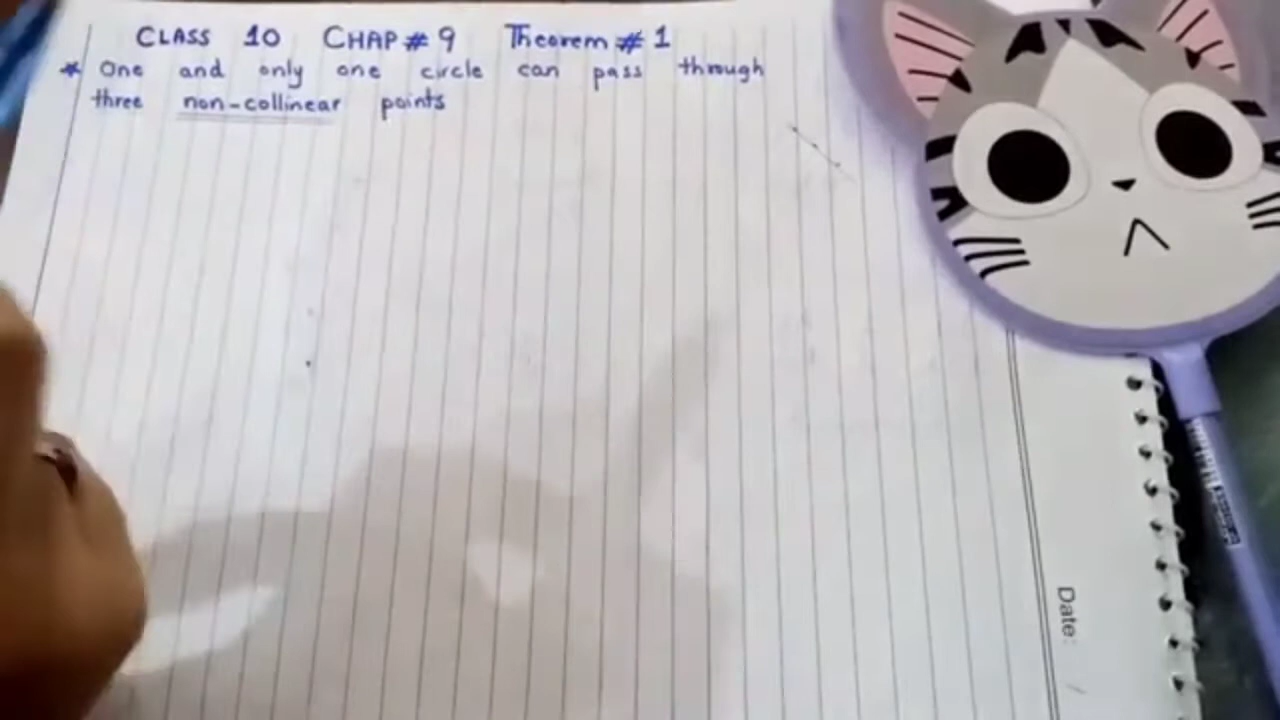 CLASS 10 CHAP # 9 Theorem # 1
* One and only one circle can pass through
three non-collinear points
Date: